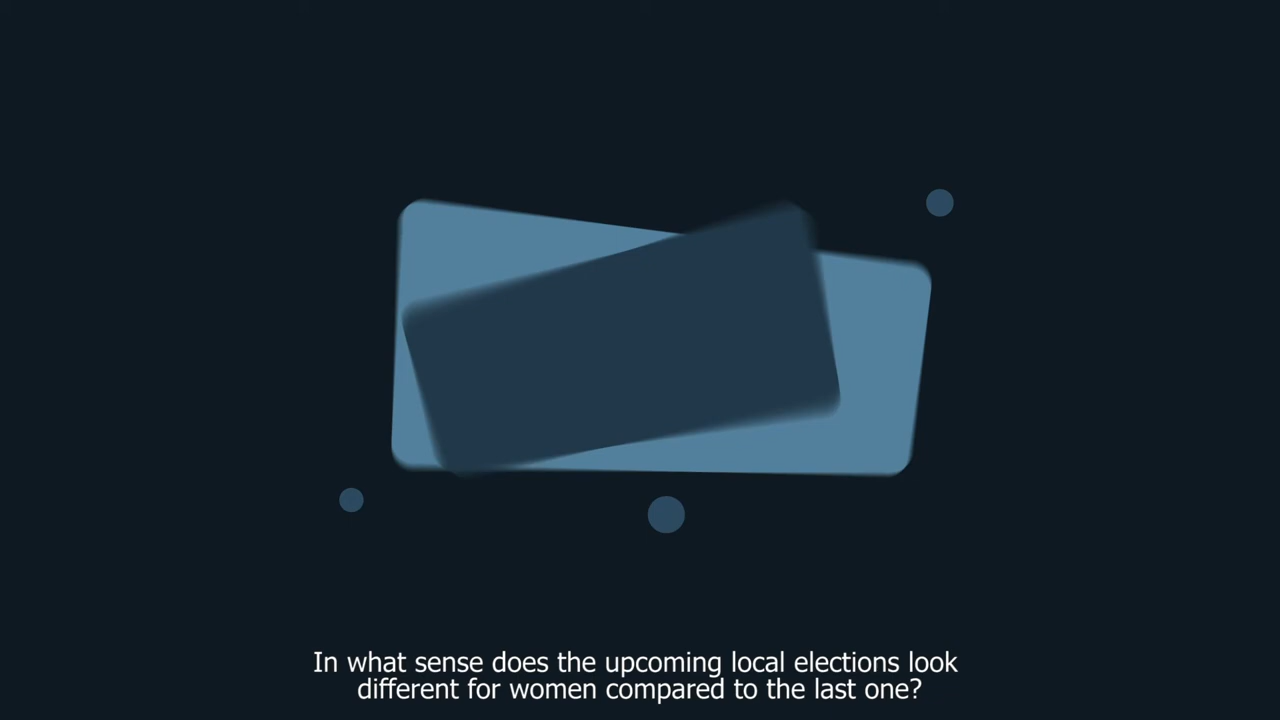 In what sense does the upcoming local elections look
different for women compared to the last one?